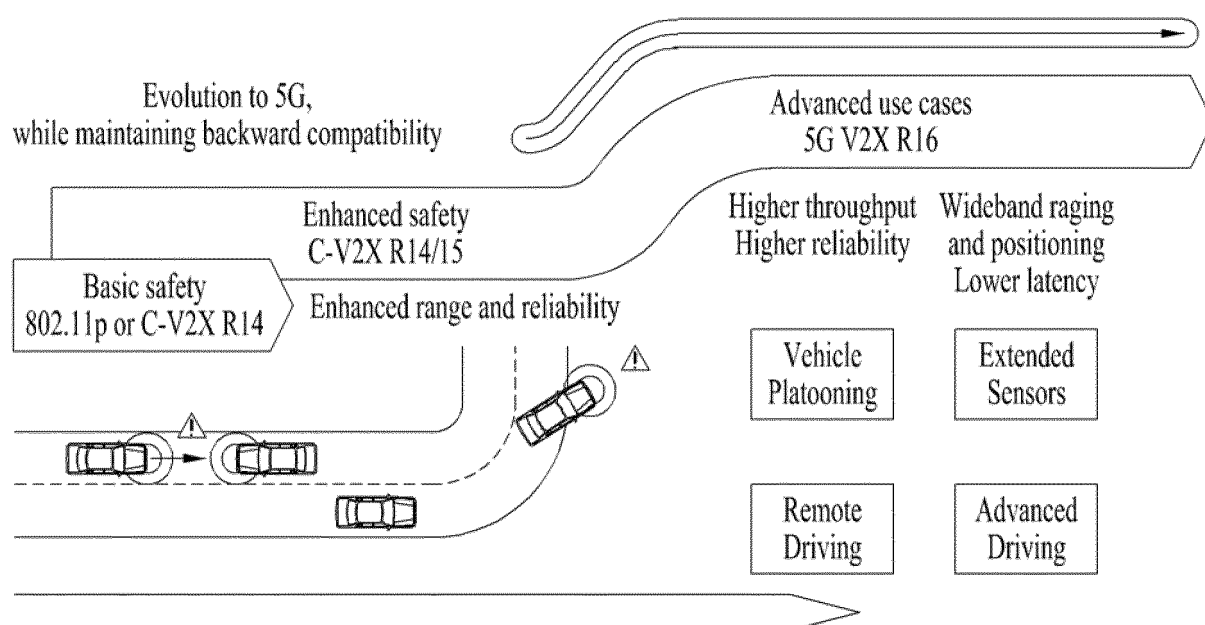 Evolution to 5G,
while maintaining backward compatibility
Advanced use cases
5G V2X R16
Enhanced safety
C-V2X R14/15
Higher throughput
Higher reliability
Wideband raging
and positioning
Lower latency
Basic safety
802.11p or C-V2X R14
Enhanced range and reliability
Vehicle
Platooning
Extended
Sensors
Remote
Driving
Advanced
Driving